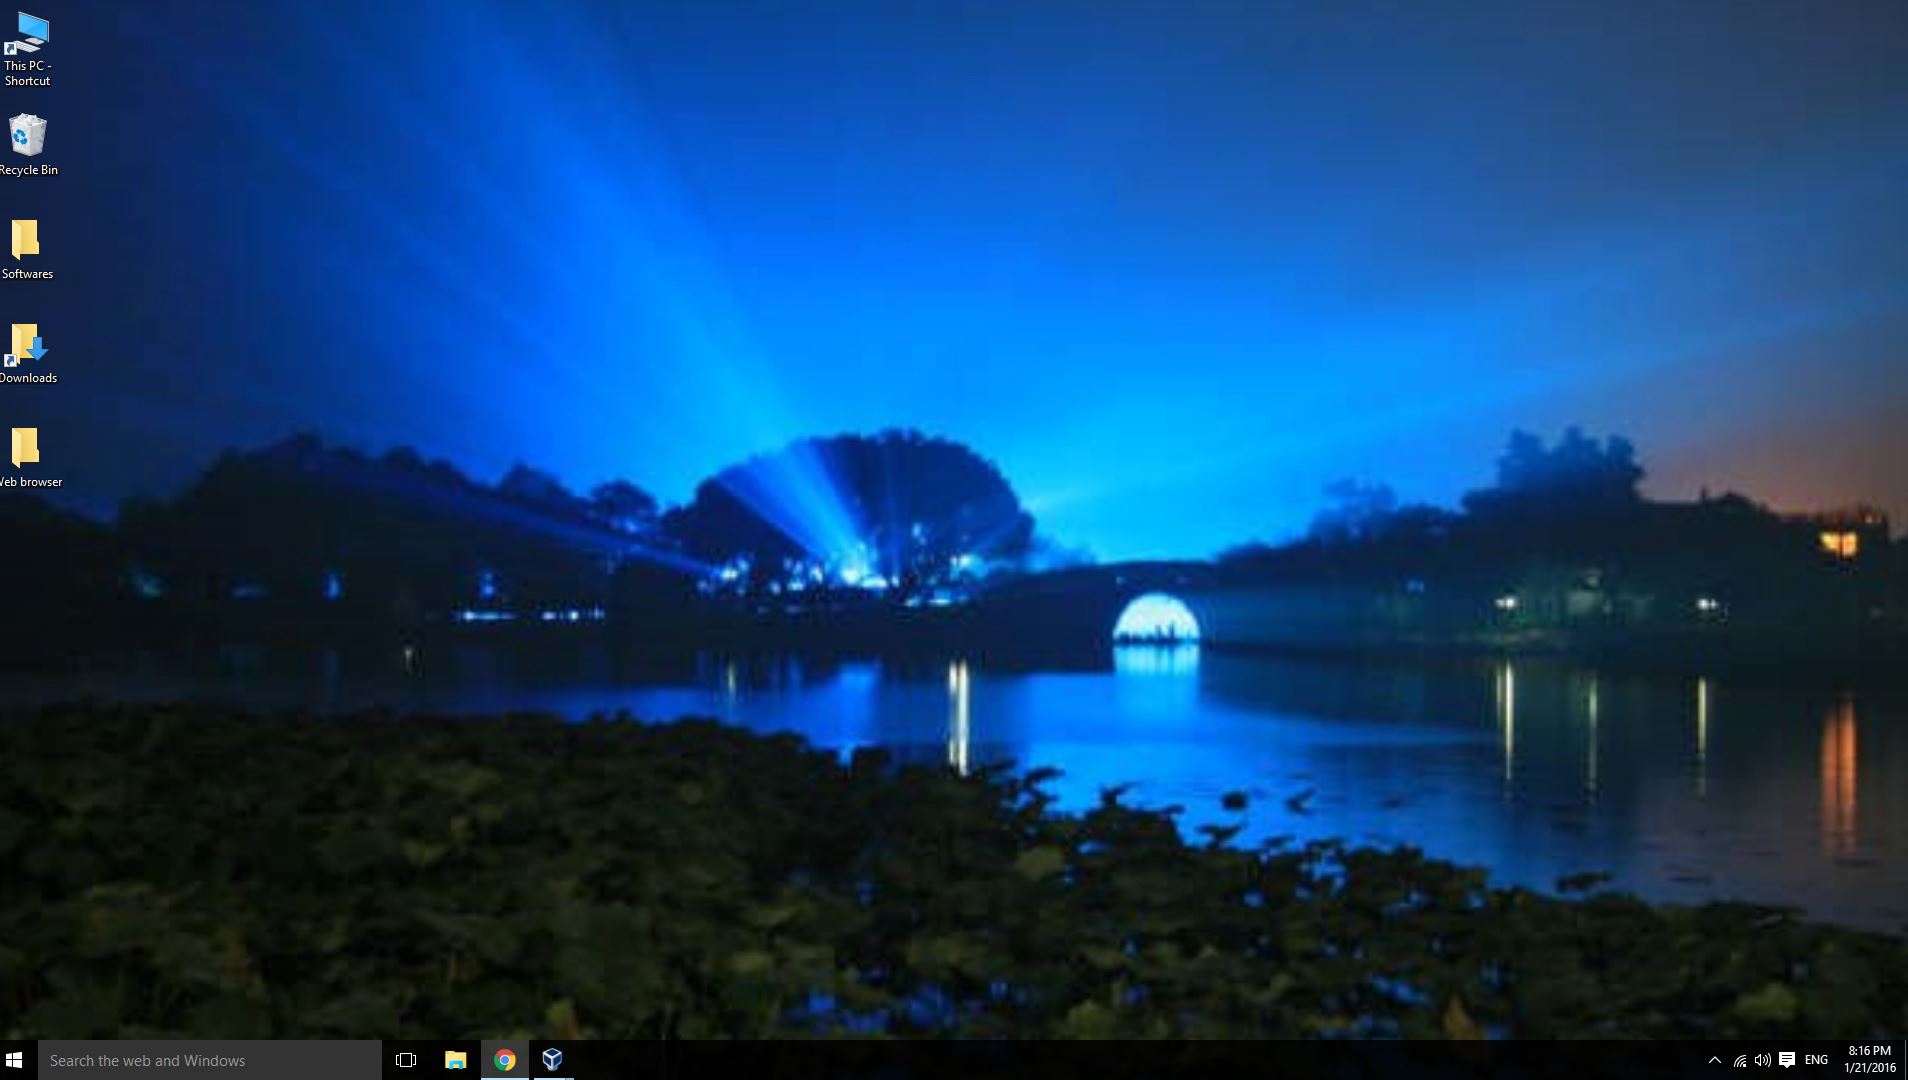 This PC -
Shortcut
Recycle Bin
Softwares
Downloads
Web browser
Search the web and Windows
ENG
8:16 PM
1/21/2016